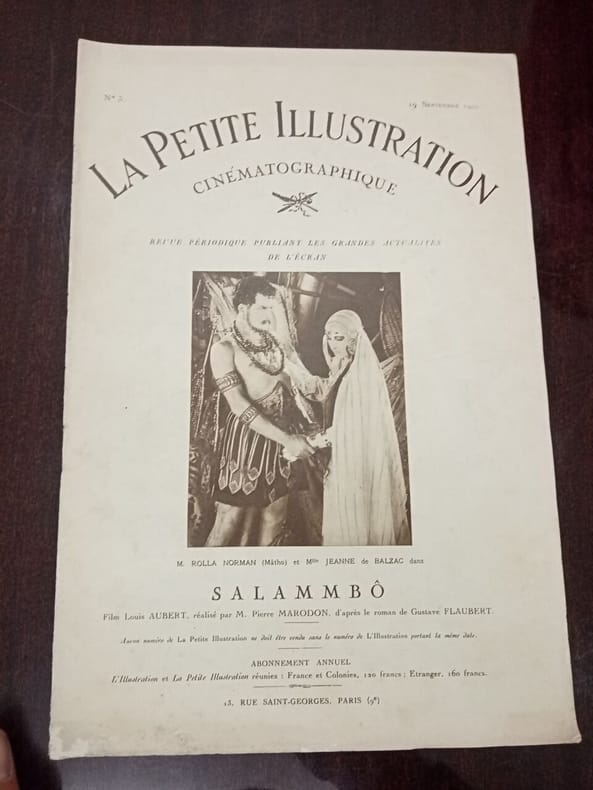 N° 3.
19 Septembre
LA PETITE ILLUSTRATION
CINÉMATOGRAPHIQUE
REVUE PÉRIODIQUE PUBLIANT LES GRANDES ACTUALITÉS
DE L'ÉCRAN
M. ROLLA NORMAN (Mâtho) et Mlle JEANNE de BALZAC dans
SALAMMBÔ
Film Louis AUBERT, réalisé par M. Pierre MARODON, d'après le roman de Gustave FLAUBERT.
Aucun numéro de La Petite Illustration ne doit être vendu sans le numéro de L'Illustration portant la même date.
ABONNEMENT ANNUEL
L'Illustration et La Petite Illustration réunies : France et Colonies, 120 francs ; Etranger, 160 francs.
13, RUE SAINT-GEORGES, PARIS (9e)